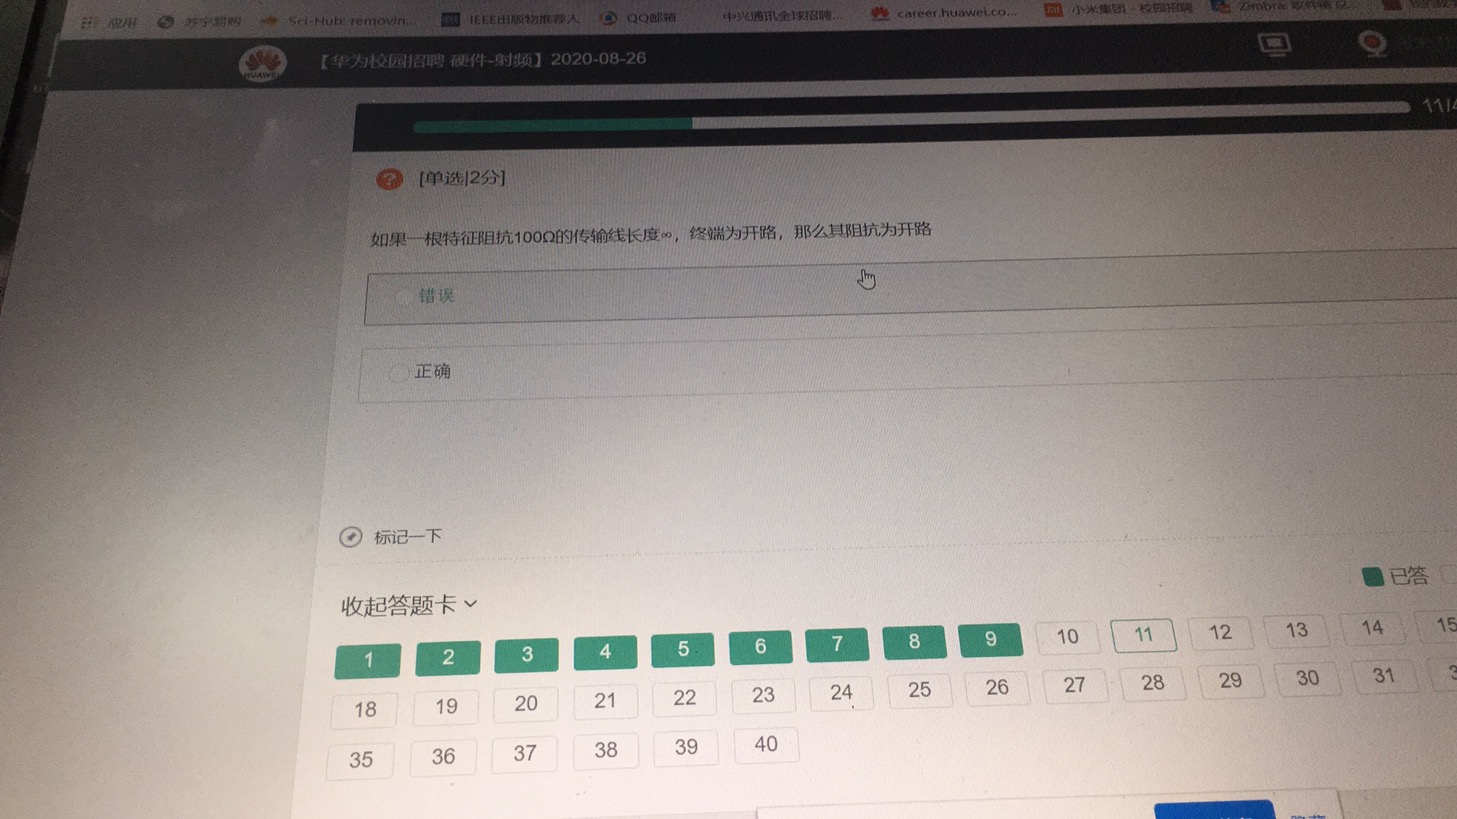 应用 苏宁易购 Sci-Hub: removin... IEEE出版物推荐人 QQ邮箱 中兴通讯全球招聘... career.huawei.co... 小米集团 - 校园招聘 Zimbra:
HUAWEI 【华为校园招聘 硬件-射频】2020-08-26
11/4
[单选|2分]
如果一根特征阻抗100Ω的传输线长度∞，终端为开路，那么其阻抗为开路
错误
正确
标记一下
已答
收起答题卡
1 2 3 4 5 6 7 8 9 10 11 12 13 14 15
18 19 20 21 22 23 24 25 26 27 28 29 30 31 3
35 36 37 38 39 40